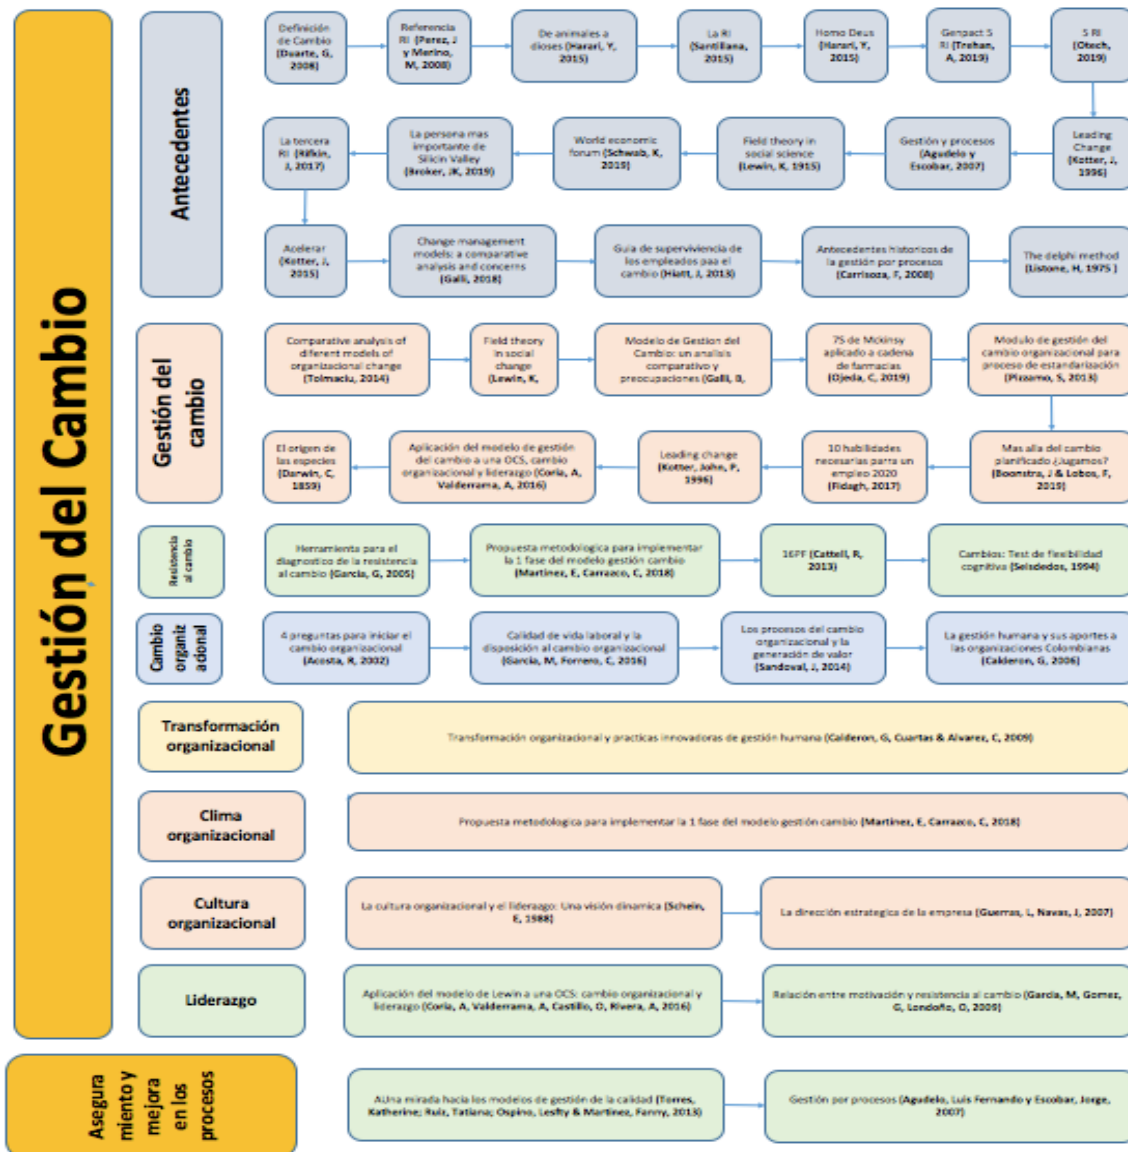 Gestión del Cambio
Antecedentes
Definición
de Cambio
(Duarte, G,
2008)
Referencia
RI (Perez, J
y Merino,
M, 2008)
De animales a
dioses (Harari, Y,
2015)
La RI
(Santillana,
2015)
Homo Deus
(Harari, Y,
2015)
Genpact 5
RI (Trehan,
A, 2019)
5 RI
(Otech,
2019)
La tercera
RI (Rifkin,
J, 2017)
La persona mas
importante de
Silicin Valley
(Broker, JK, 2019)
World economic
forum (Schwab, K,
2019)
Field theory in
social science
(Lewin, K, 1915)
Gestión y procesos
(Agudelo y
Escobar, 2007)
Leading
Change
(Kotter, J,
1996)
Acelerar
(Kotter, J,
2015)
Change management
models: a comparative
analysis and concerns
(Galli, 2018)
Guia de superviviencia de
los empleados paa el
cambio (Hiatt, J, 2013)
Antecedentes historicos de
la gestión por procesos
(Carrisoza, F, 2008)
The delphi method
(Listone, H, 1975 )
Gestión del
cambio
Comparative analysis of
different models of
organizational change
(Tolmaciu, 2014)
Field theory
in social
change
(Lewin, K,
Modelo de Gestion del
Cambio: un analisis
comparativo y
preocupaciones (Galli, B,
7S de Mckinsy
aplicado a cadena
de farmacias
(Ojeda, C, 2019)
Modulo de gestión del
cambio organizacional para
proceso de estandarización
(Pizzamo, S, 2013)
El origen de
las especies
(Darwin, C,
1859)
Aplicación del modelo de gestión
del cambio a una OCS, cambio
organizacional y liderazgo (Coria, A,
Valderrama, A, 2016)
Leading change
(Kotter, John, P,
1996)
10 habilidades
necesarias parra un
empleo 2020
(Fidagh, 2017)
Mas alla del cambio
planificado ¿Jugamos?
(Boonstra, J & Lobos, F,
2019)
Resistencia
al cambio
Herramienta para el
diagnostico de la resistencia
al cambio (Garcia, G, 2005)
Propuesta metodologica para implementar
la 1 fase del modelo gestión cambio
(Martinez, E, Carrazco, C, 2018)
16PF (Cattell, R,
2013)
Cambios: Test de flexibilidad
cognitiva (Seisdedos, 1994)
Cambio
organiz
adonal
4 preguntas para iniciar el
cambio organizacional
(Acosta, R, 2002)
Calidad de vida laboral y la
disposición al cambio organizacional
(Garcia, M, Forrero, C, 2016)
Los procesos del cambio
organizacional y la
generación de valor
(Sandoval, J, 2014)
La gestión humana y sus aportes a
las organizaciones Colombianas
(Calderon, G, 2006)
Transformación
organizacional
Transformación organizacional y practicas innovadoras de gestión humana (Calderon, G, Cuartas & Alvarez, C, 2009)
Clima
organizacional
Propuesta metodologica para implementar la 1 fase del modelo gestión cambio (Martinez, E, Carrazco, C, 2018)
Cultura
organizacional
La cultura organizacional y el liderazgo: Una visión dinamica (Schein,
E, 1988)
La dirección estrategica de la empresa (Guerras, L, Navas, J, 2007)
Liderazgo
Aplicación del modelo de Lewin a una OCS: cambio organizacional y
liderazgo (Coria, A, Valderrama, A, Castillo, O, Rivera, A, 2016)
Relación entre motivación y resistencia al cambio (Garcia, M, Gomez,
G, Londoño, O, 2009)
Asegura
miento y
mejora
en los
procesos
AUna mirada hacia los modelos de gestión de la calidad (Torres,
Katherine; Ruiz, Tatiana; Ospino, Leslty & Martinez, Fanny, 2013)
Gestión por procesos (Agudelo, Luis Fernando y Escobar, Jorge,
2007)